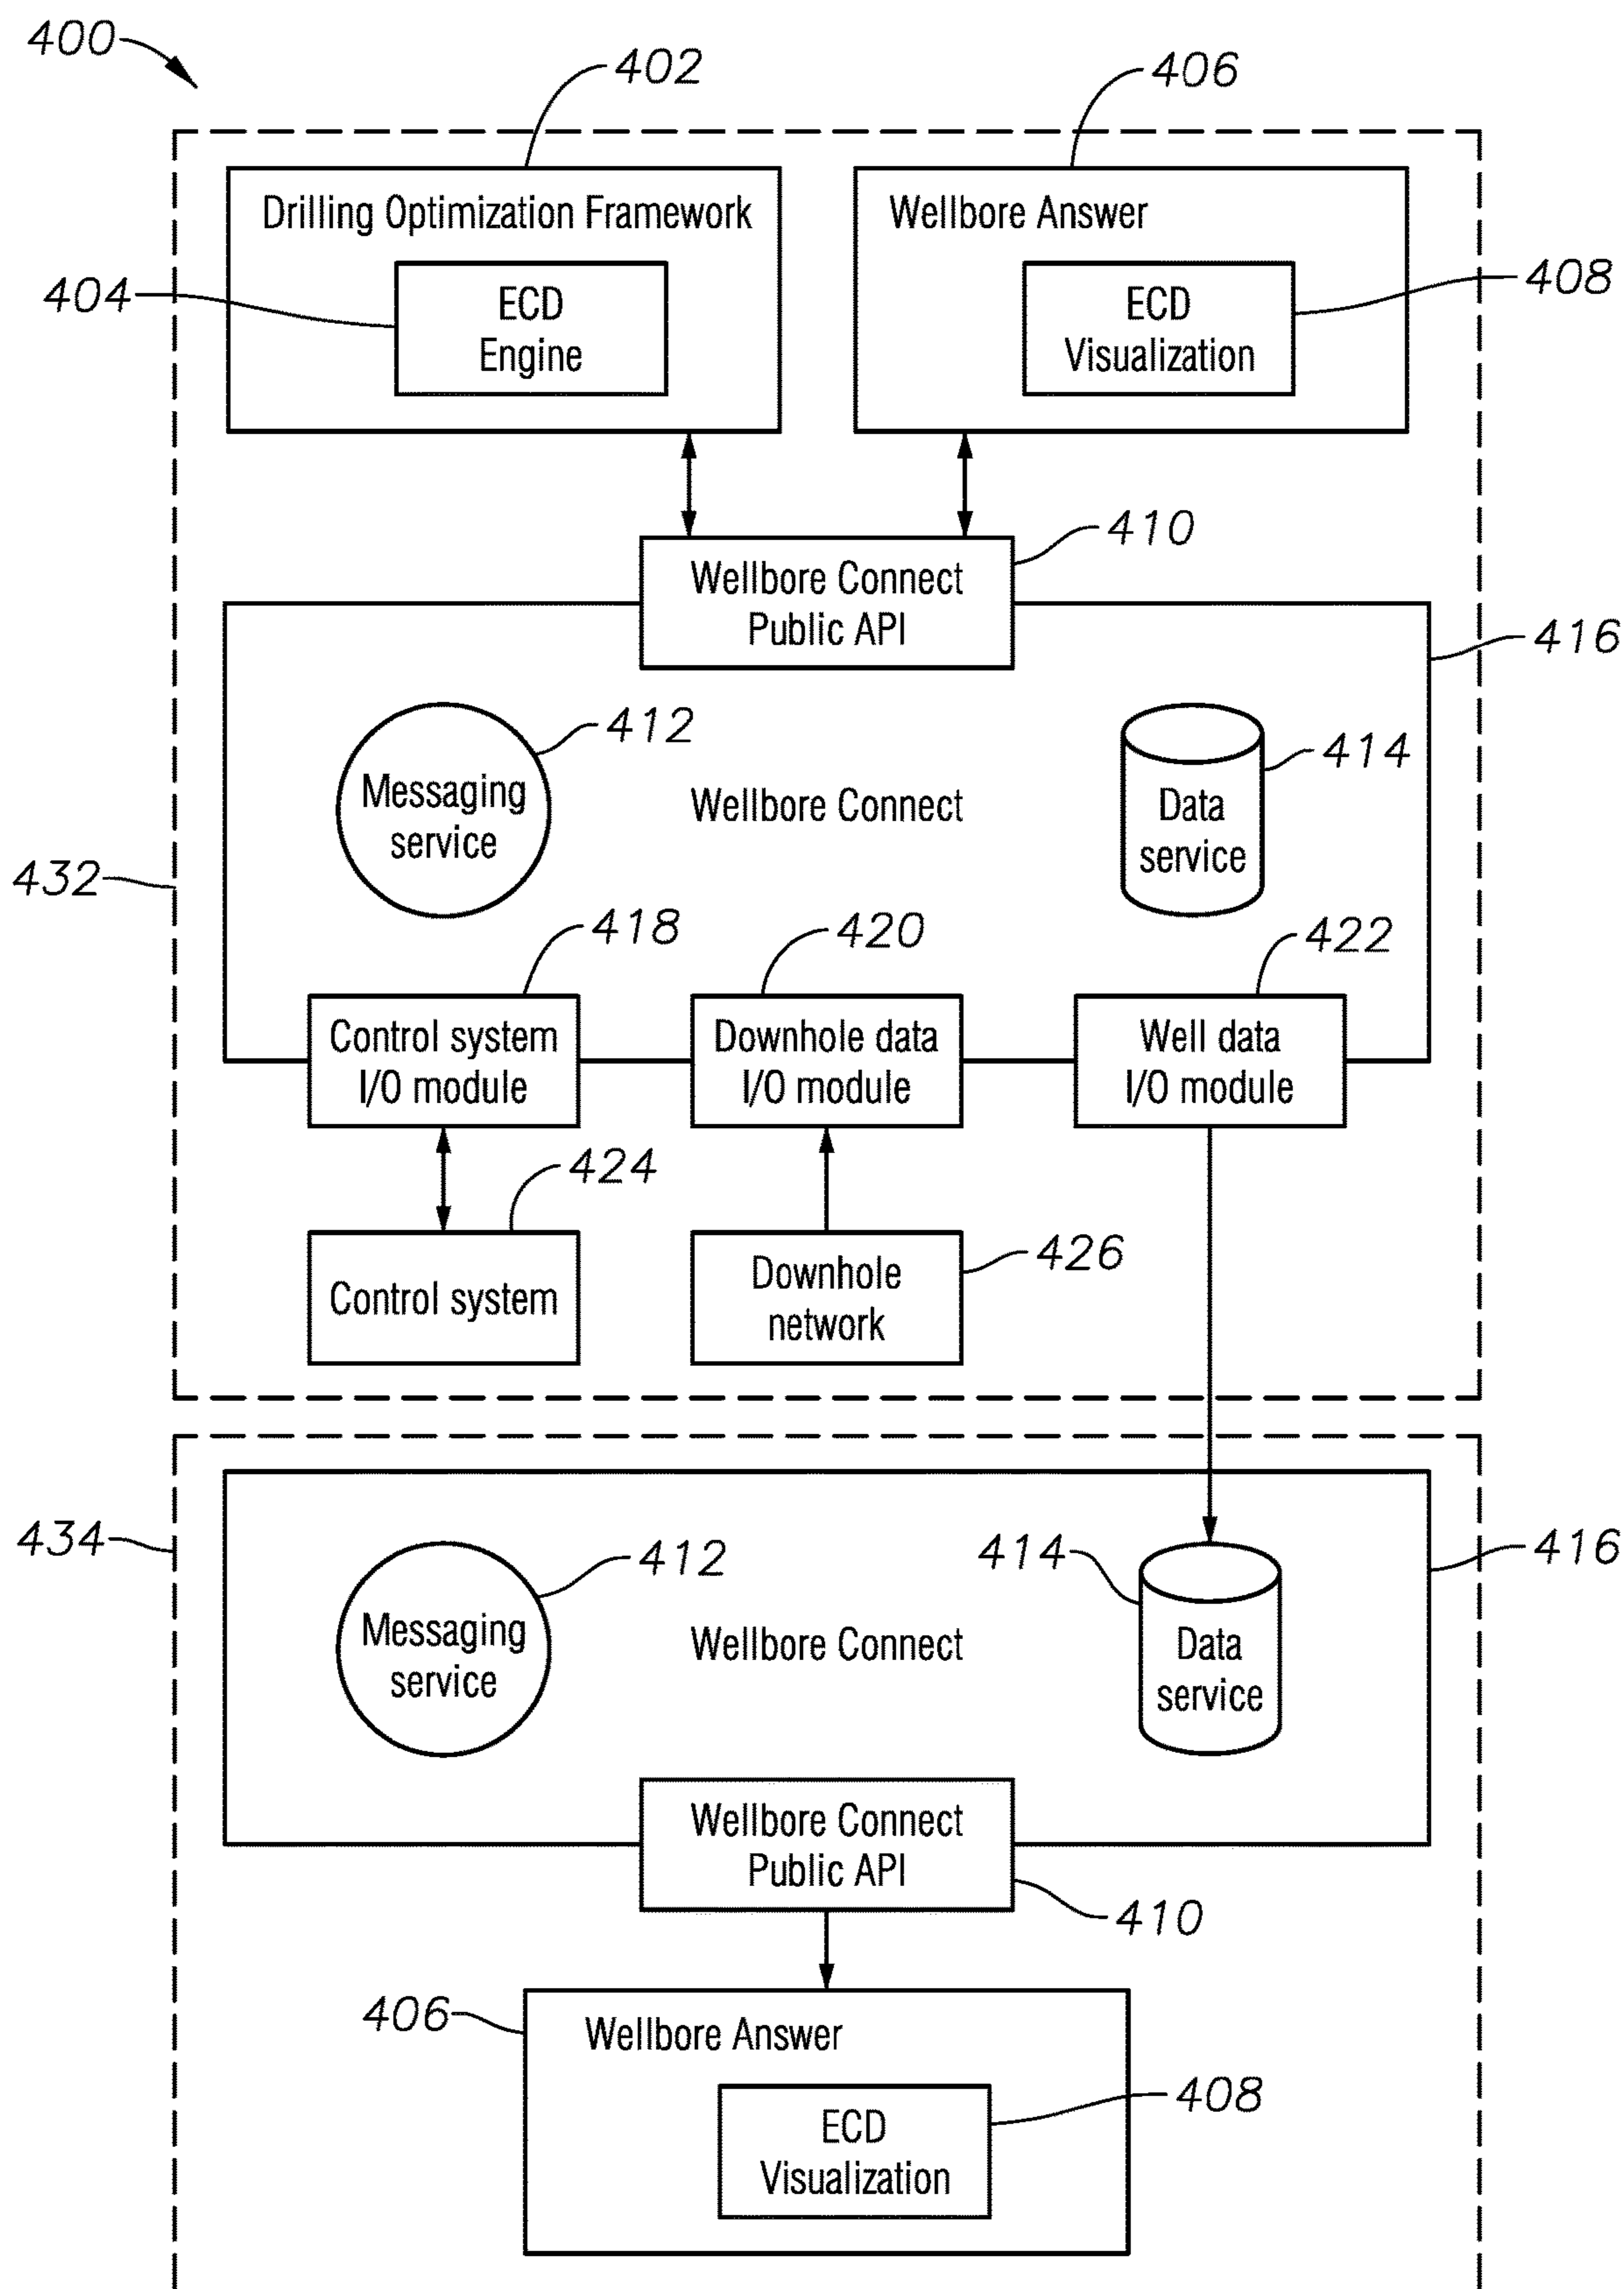 400
402
406
Drilling Optimization Framework
Wellbore Answer
404
ECD
Engine
ECD
Visualization
408
410
Wellbore Connect
Public API
416
412
414
Messaging
service
Wellbore Connect
Data
service
432
418
420
422
Control system
I/O module
Downhole data
I/O module
Well data
I/O module
424
426
Control system
Downhole
network
434
412
414
416
Messaging
service
Wellbore Connect
Data
service
Wellbore Connect
Public API
410
406
Wellbore Answer
408
ECD
Visualization